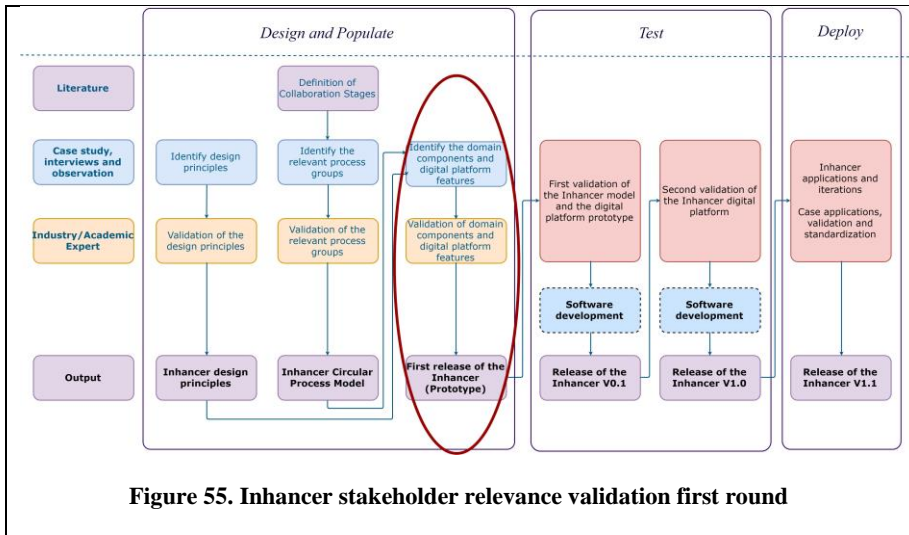 Design and Populate
Test
Deploy
Literature
Definition of
Collaboration Stages
Case study,
interviews and
observation
Identify design
principles
Identify the
relevant process
groups
Identify the domain
components and
digital platform
features
First validation of
the Inhancer model
and the digital
platform prototype
Second validation of
the Inhancer digital
platform
Inhancer
applications and
iterations
Case applications,
validation and
standardization
Industry/Academic
Expert
Validation of the
design principles
Validation of the
relevant process
groups
Validation of domain
components and
digital platform
features
Software
development
Software
development
Output
Inhancer design
principles
Inhancer Circular
Process Model
First release of the
Inhancer
(Prototype)
Release of the
Inhancer V0.1
Release of the
Inhancer V1.0
Release of the
Inhancer V1.1
Figure 55. Inhancer stakeholder relevance validation first round